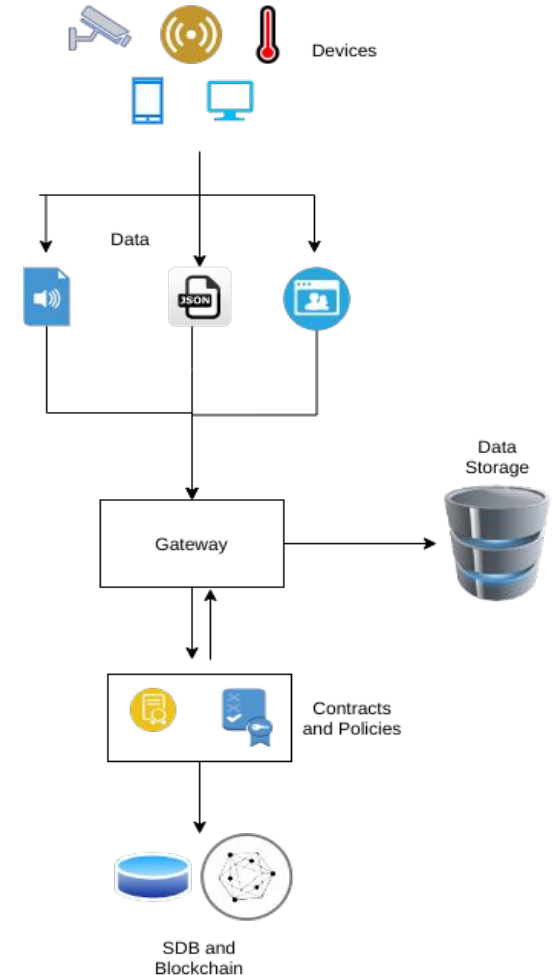 Devices
Data
JSON
Data
Storage
Gateway
Contracts
and Policies
SDB and
Blockchain